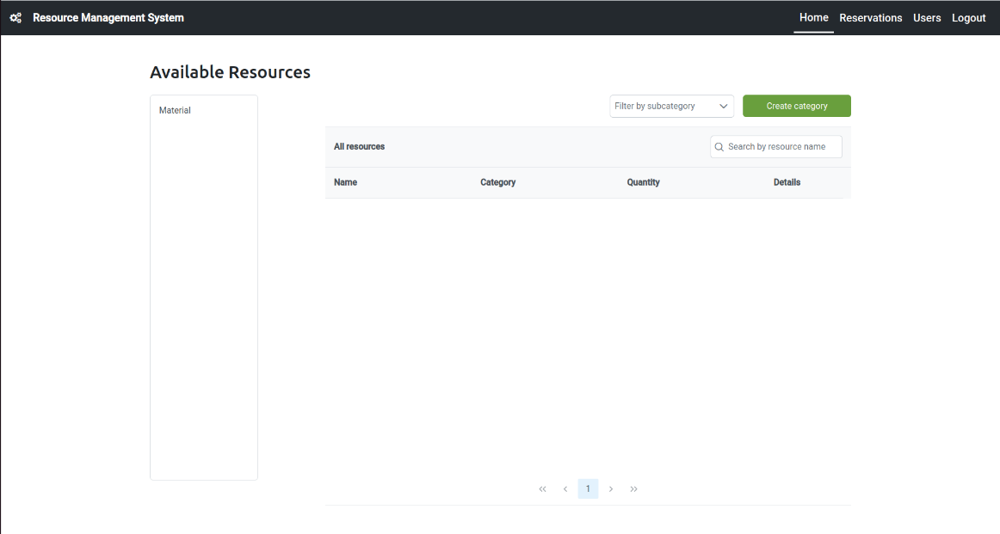 Resource Management System
Home Reservations Users Logout
Available Resources
Material
Filter by subcategory
Create category
All resources
Search by resource name
Name Category Quantity Details
1